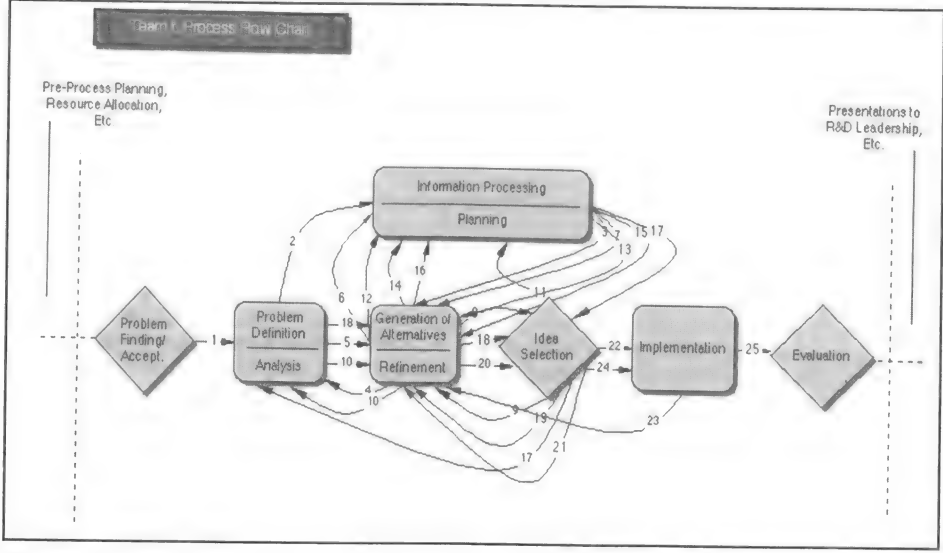 Process Flow Chart
Pre-Process Planning,
Resource Allocation,
Etc
Presentations to
R&D Leadership,
Etc.
Information Processing
Planning
2
3
7
15
17
13
6
12
14
16
11
Problem
Finding/
Accept.
1
Problem
Definition
Analysis
18
5
10
Generation of
Alternatives
Refinement
18
20
Idea
Selection
22
24
Implementation
25
Evaluation
4
10
9
19
17
21
23